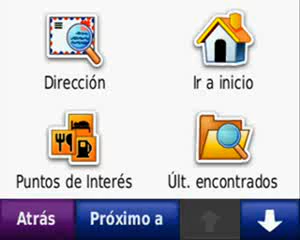 Dirección
Ir a inicio
Puntos de Interés
Últ. encontrados
Atrás
Próximo a